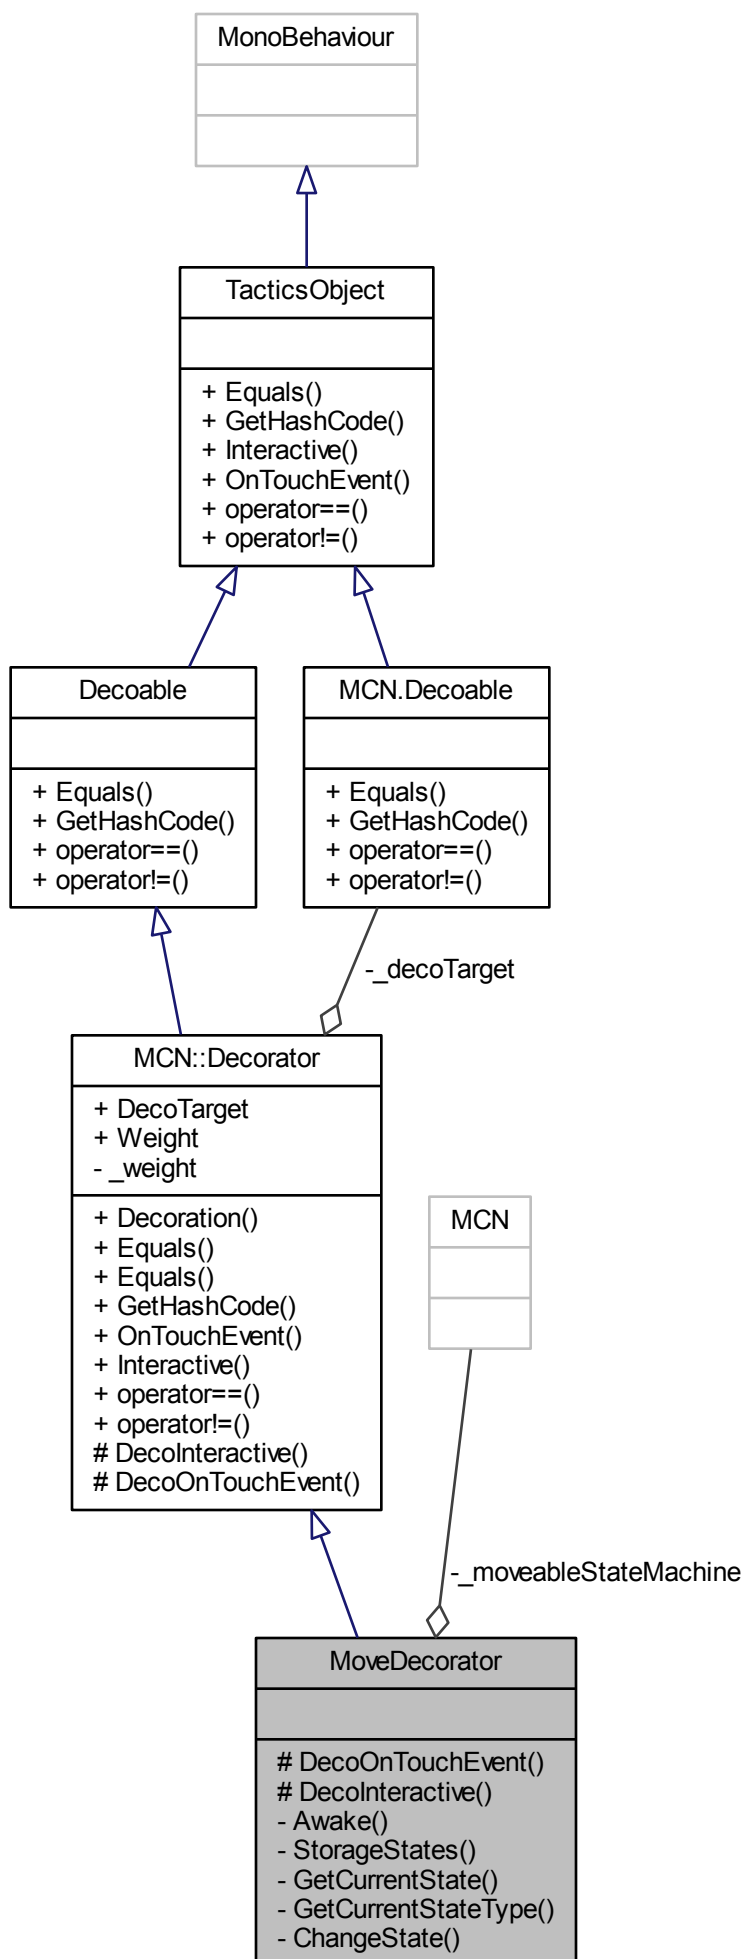 MonoBehaviour
TacticsObject
+ Equals()
+ GetHashCode()
+ Interactive()
+ OnTouchEvent()
+ operator==()
+ operator!=()
Decoable
+ Equals()
+ GetHashCode()
+ operator==()
+ operator!=()
MCN.Decoable
+ Equals()
+ GetHashCode()
+ operator==()
+ operator!=()
-_decoTarget
MCN::Decorator
+ DecoTarget
+ Weight
- _weight
+ Decoration()
+ Equals()
+ Equals()
+ GetHashCode()
+ OnTouchEvent()
+ Interactive()
+ operator==()
+ operator!=()
# DecoInteractive()
# DecoOnTouchEvent()
MCN
-_moveableStateMachine
MoveDecorator
# DecoOnTouchEvent()
# DecoInteractive()
- Awake()
- StorageStates()
- GetCurrentState()
- GetCurrentStateType()
- ChangeState()